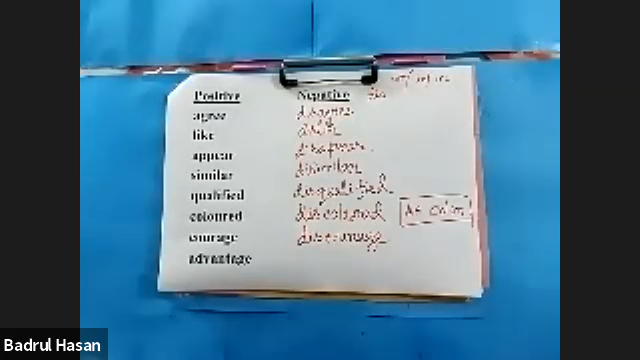 Positive Negative dis
agree disagree
like dislike
appear disappear
similar dissimilar
qualified disqualified
coloured discoloured
courage discourage
advantage
Badrul Hasan